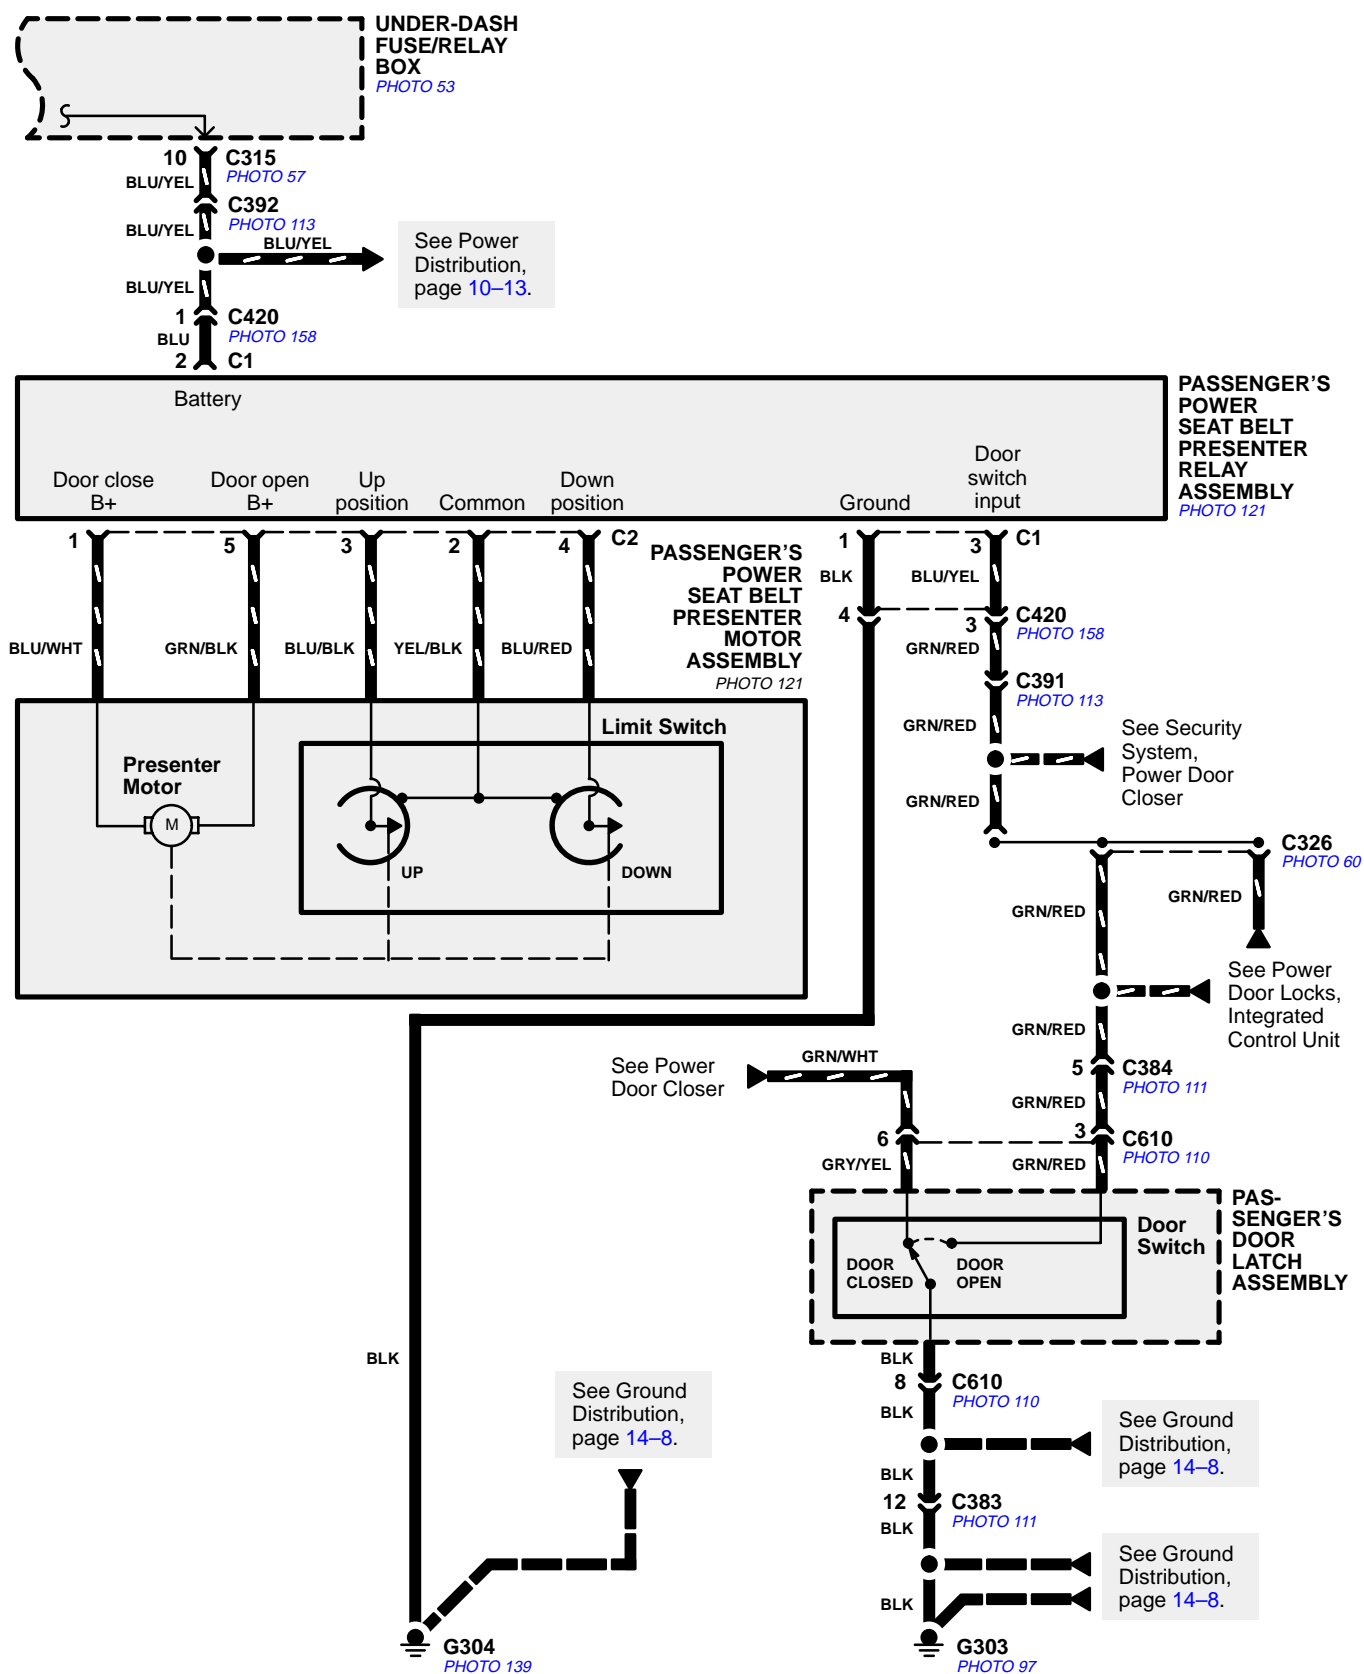 UNDER-DASH
FUSE/RELAY
BOX
PHOTO 53
10
C315
PHOTO 57
BLU/YEL
C392
PHOTO 113
BLU/YEL
BLU/YEL
See Power
Distribution,
page 10–13.
BLU/YEL
1
C420
PHOTO 158
BLU
2
C1
PASSENGER'S
POWER
SEAT BELT
PRESENTER
RELAY
ASSEMBLY
PHOTO 121
Battery
Door close
B+
Door open
B+
Up
position
Common
Down
position
Ground
Door
switch
input
1
5
3
2
4
C2
1
3
C1
PASSENGER'S
POWER
SEAT BELT
PRESENTER
MOTOR
ASSEMBLY
PHOTO 121
BLK
BLU/YEL
4
3
C420
PHOTO 158
BLU/WHT
GRN/BLK
BLU/BLK
YEL/BLK
BLU/RED
GRN/RED
C391
PHOTO 113
GRN/RED
See Security
System,
Power Door
Closer
GRN/RED
Limit Switch
Presenter
Motor
M
UP
DOWN
C326
PHOTO 60
GRN/RED
GRN/RED
See Power
Door Locks,
Integrated
Control Unit
GRN/RED
See Power
Door Closer
GRN/WHT
5
C384
PHOTO 111
GRN/RED
6
3
C610
PHOTO 110
GRY/YEL
GRN/RED
PAS-
SENGER'S
DOOR
LATCH
ASSEMBLY
Door
Switch
DOOR
CLOSED
DOOR
OPEN
BLK
BLK
8
C610
PHOTO 110
BLK
See Ground
Distribution,
page 14–8.
See Ground
Distribution,
page 14–8.
BLK
12
C383
PHOTO 111
BLK
See Ground
Distribution,
page 14–8.
BLK
G304
PHOTO 139
G303
PHOTO 97